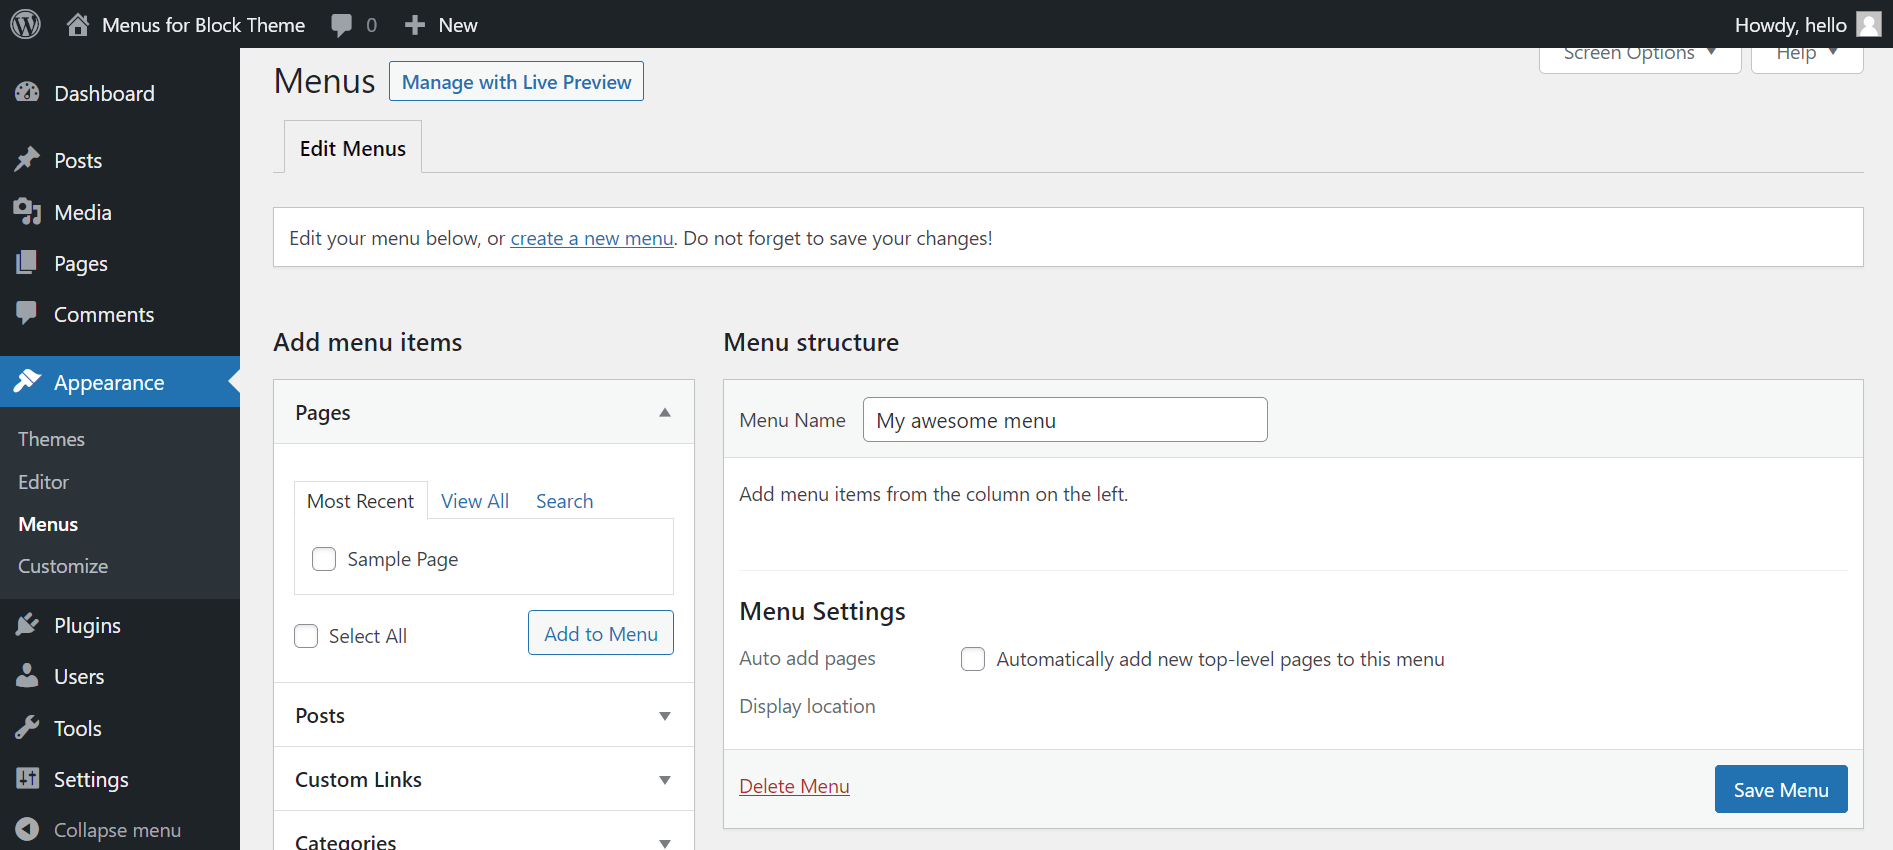 Menus for Block Theme 0 New Howdy, hello
Screen Options Help
Dashboard
Posts
Media
Pages
Comments
Appearance
Themes
Editor
Menus
Customize
Plugins
Users
Tools
Settings
Collapse menu
Menus Manage with Live Preview
Edit Menus
Edit your menu below, or create a new menu. Do not forget to save your changes!
Add menu items
Pages
Most Recent View All Search
Sample Page
Select All Add to Menu
Posts
Custom Links
Categories
Menu structure
Menu Name My awesome menu
Add menu items from the column on the left.
Menu Settings
Auto add pages Automatically add new top-level pages to this menu
Display location
Delete Menu Save Menu